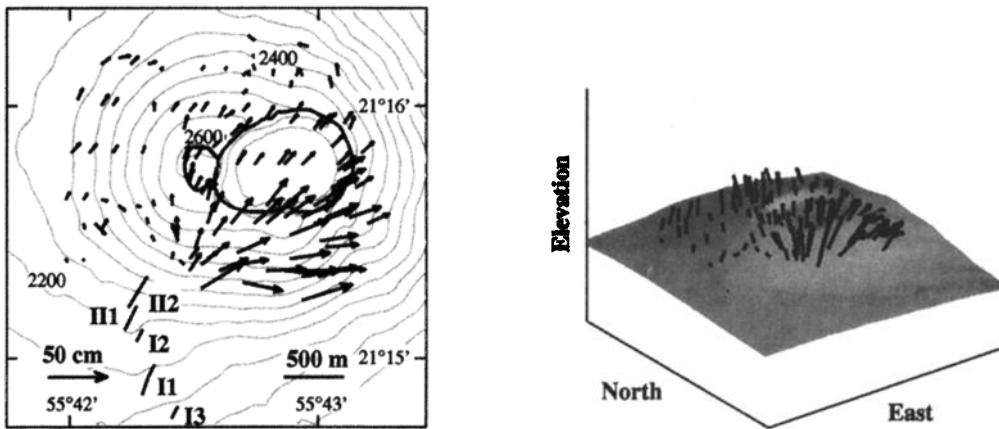 2400
21°16'
2600
2200
II2
II1
I2
50 cm
500 m
21°15'
I1
55°42'
55°43'
I3
Elevation
North
East